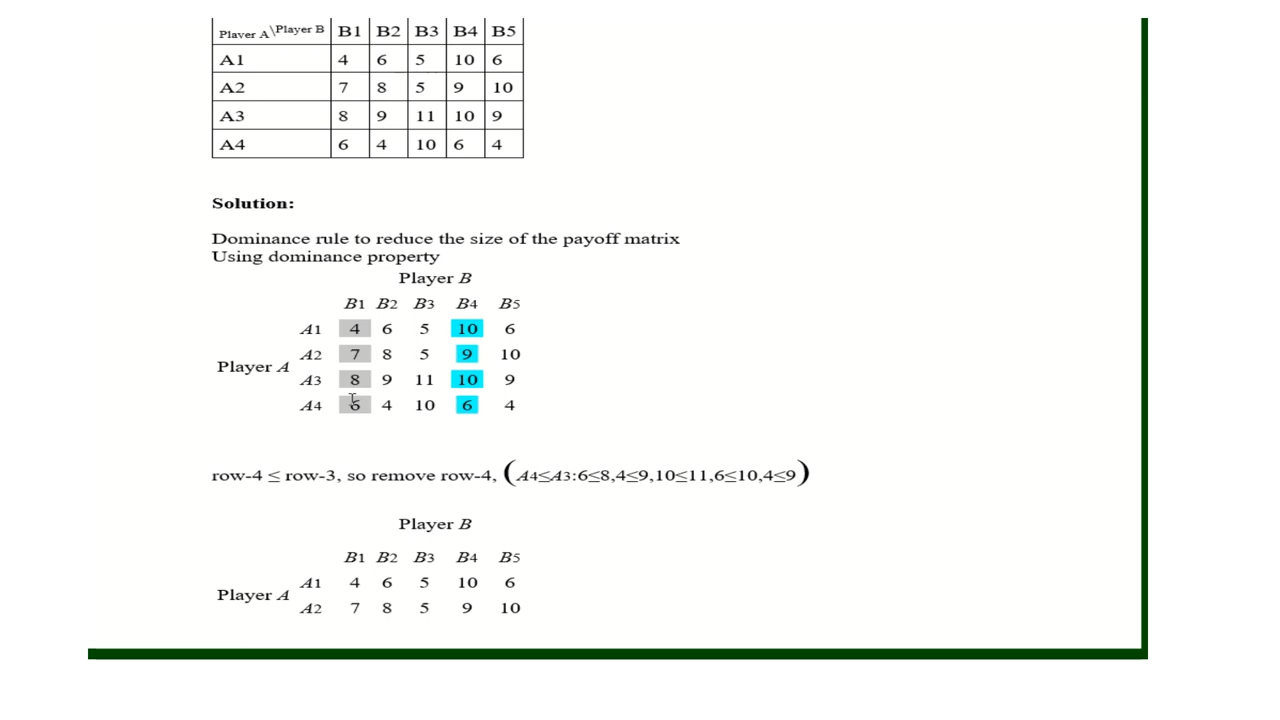 Player A\Player B B1 B2 B3 B4 B5
A1 4 6 5 10 6
A2 7 8 5 9 10
A3 8 9 11 10 9
A4 6 4 10 6 4
Solution:
Dominance rule to reduce the size of the payoff matrix
Using dominance property
Player B
B1 B2 B3 B4 B5
A1 4 6 5 10 6
A2 7 8 5 9 10
Player A
A3 8 9 11 10 9
A4 6 4 10 6 4
row-4 ≤ row-3, so remove row-4, (A4≤A3:6≤8,4≤9,10≤11,6≤10,4≤9)
Player B
B1 B2 B3 B4 B5
A1 4 6 5 10 6
Player A
A2 7 8 5 9 10